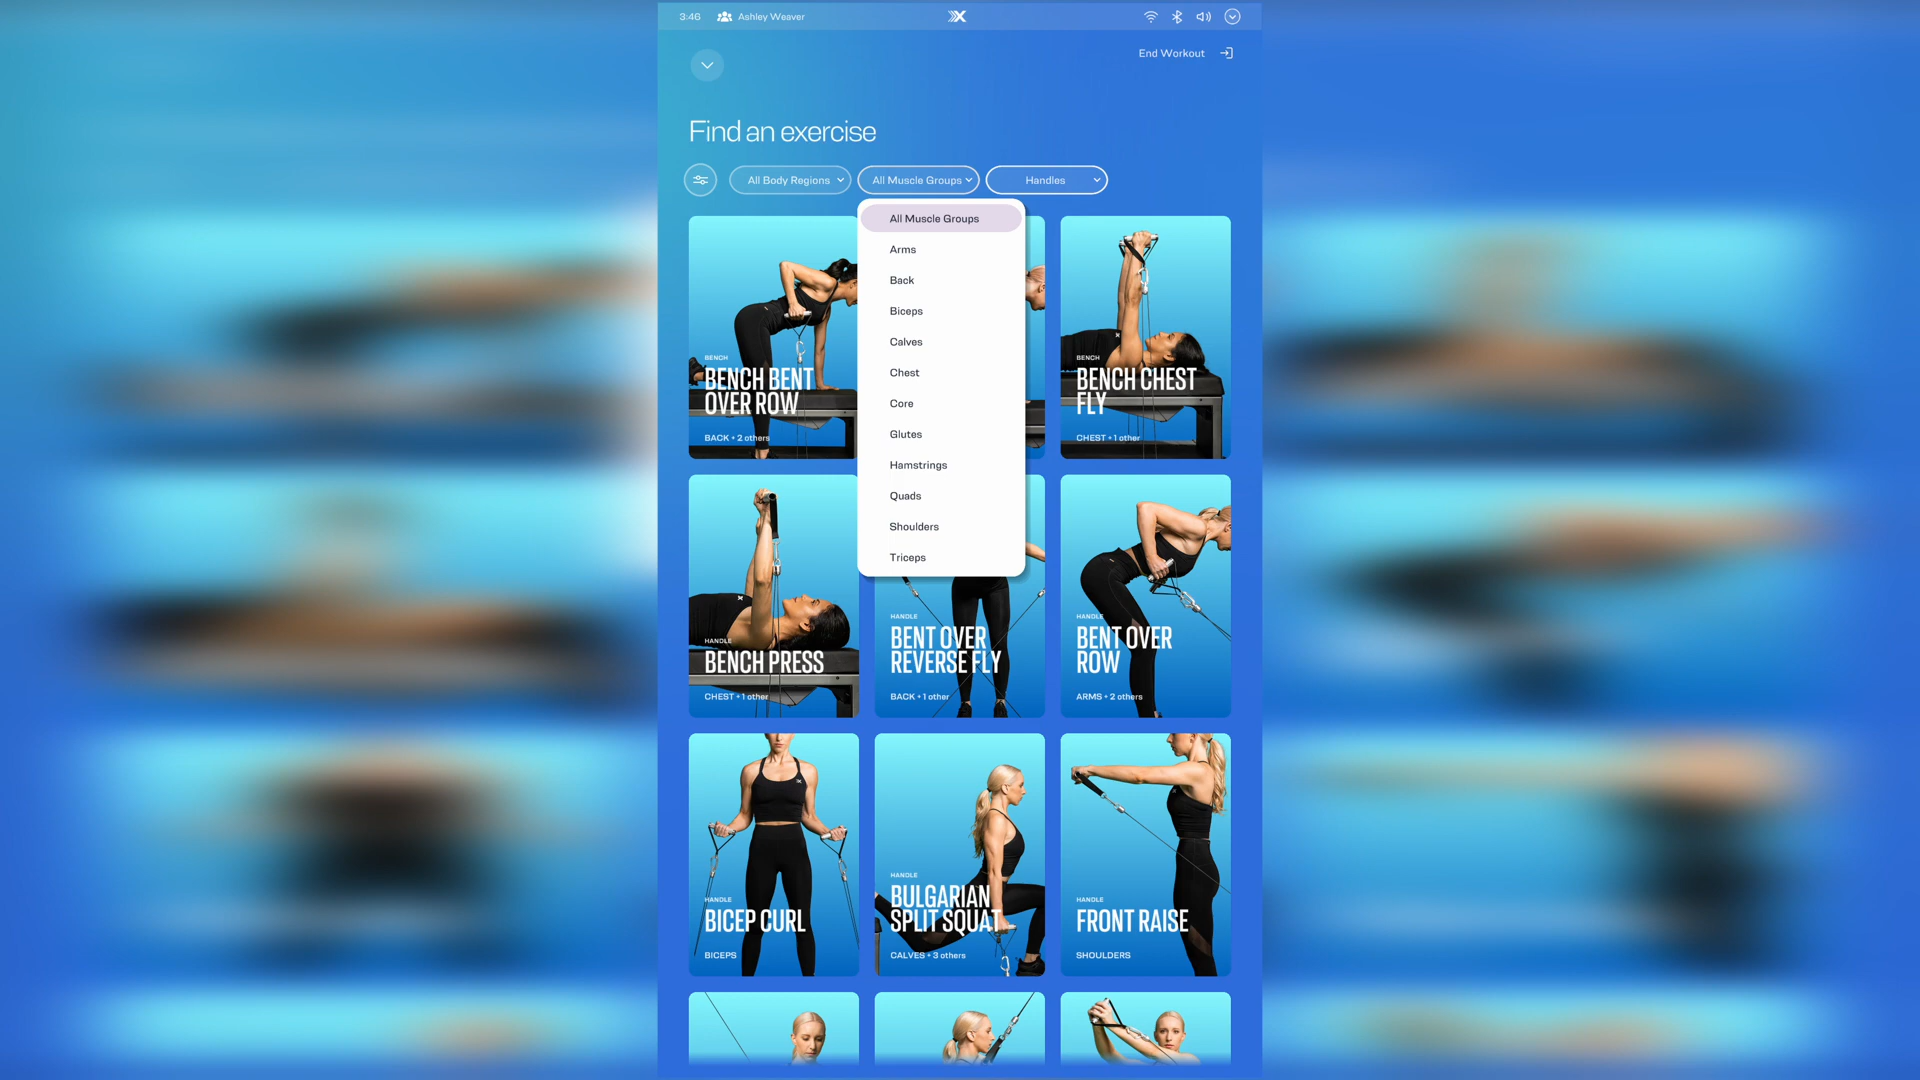 3:46 Ashley Weaver
End Workout
Find an exercise
All Body Regions
All Muscle Groups
Handles
All Muscle Groups
Arms
Back
Biceps
Calves
Chest
Core
Glutes
Hamstrings
Quads
Shoulders
Triceps
BENCH
BENCH BENT
OVER ROW
BACK + 2 others
BENCH
BENCH CHEST
FLY
CHEST + 1 other
HANDLE
BENCH PRESS
CHEST + 1 other
HANDLE
BENT OVER
REVERSE FLY
BACK + 1 other
HANDLE
BENT OVER
ROW
ARMS + 2 others
HANDLE
BICEP CURL
BICEPS
HANDLE
BULGARIAN
SPLIT SQUAT
CALVES + 3 others
HANDLE
FRONT RAISE
SHOULDERS